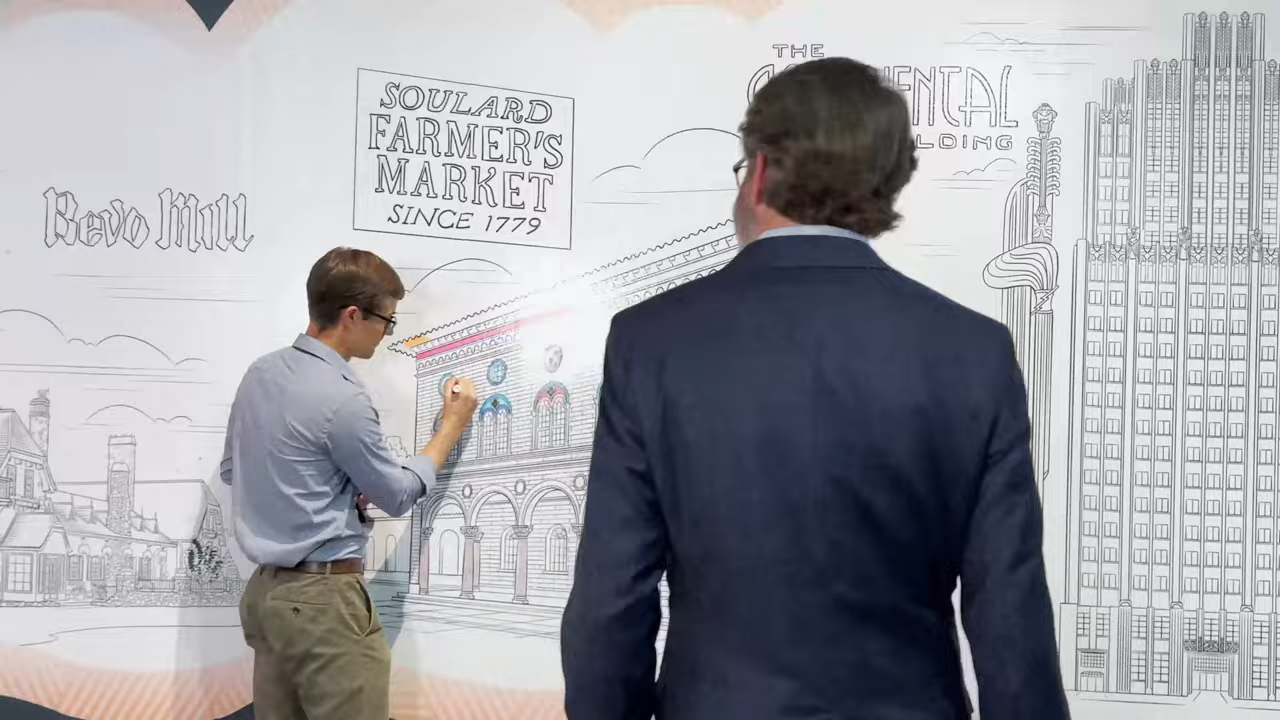 Bevo Mill
SOULARD
FARMER'S
MARKET
SINCE 1779
THE